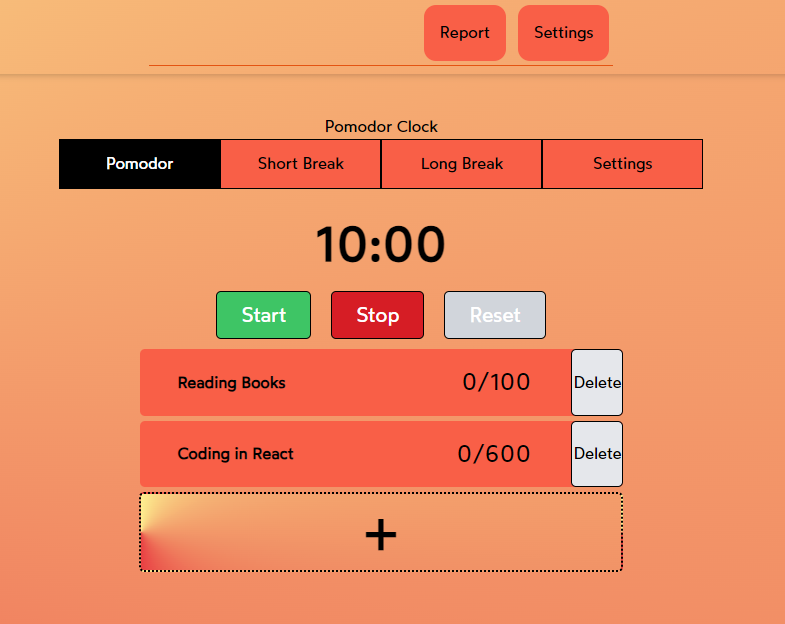 Report Settings
Pomodor Clock
Pomodor Short Break Long Break Settings
10:00
Start Stop Reset
Reading Books 0/100 Delete
Coding in React 0/600 Delete
+